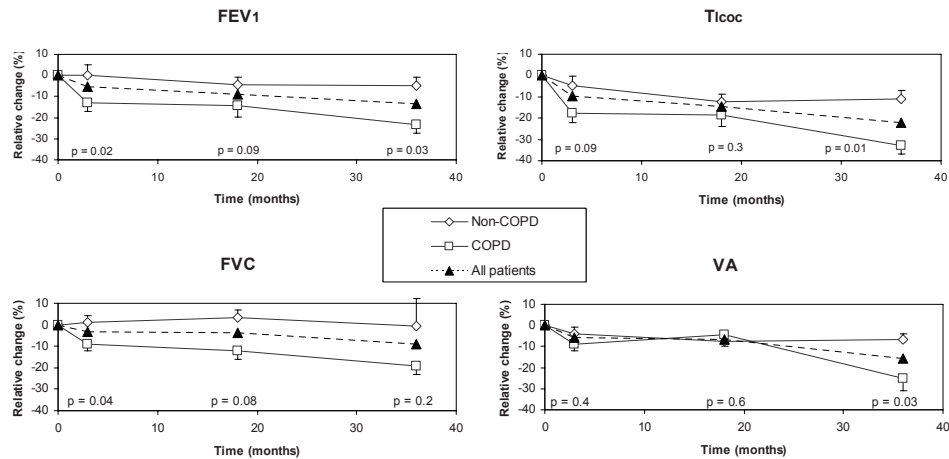 FEV1
Relative change (%)
10
0
-10
-20
-30
-40
p = 0.02
p = 0.09
p = 0.03
0
10
20
30
40
Time (months)
Tlcoc
Relative change (%)
10
0
-10
-20
-30
-40
p = 0.09
p = 0.3
p = 0.01
0
10
20
30
40
Time (months)
Non-COPD
COPD
All patients
FVC
Relative change (%)
10
0
-10
-20
-30
-40
p = 0.04
p = 0.08
p = 0.2
0
10
20
30
40
Time (months)
VA
Relative change (%)
10
0
-10
-20
-30
-40
p = 0.4
p = 0.6
p = 0.03
0
10
20
30
40
Time (months)